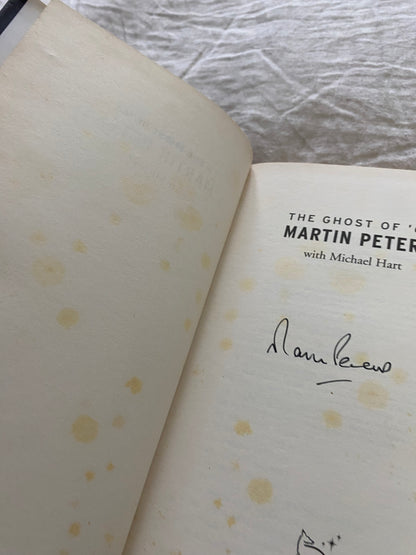 THE GHOST OF '
MARTIN PETER
with Michael Hart